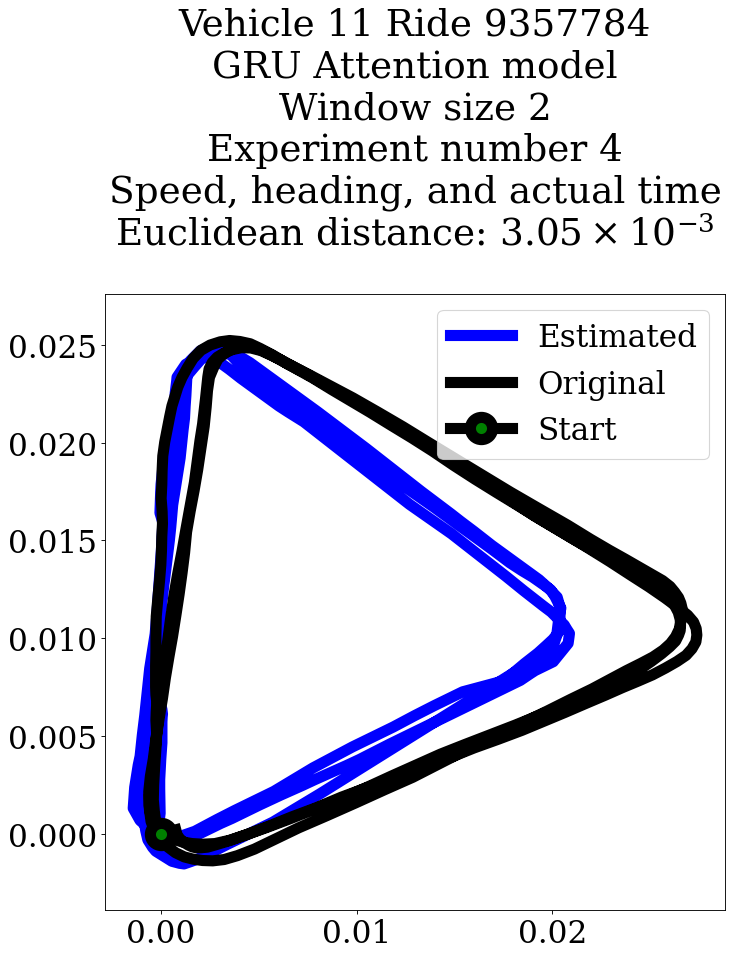 Vehicle 11 Ride 9357784
GRU Attention model
Window size 2
Experiment number 4
Speed, heading, and actual time
Euclidean distance: 3.05 × 10⁻³
Estimated
Original
Start
0.025
0.020
0.015
0.010
0.005
0.000
0.00 0.01 0.02